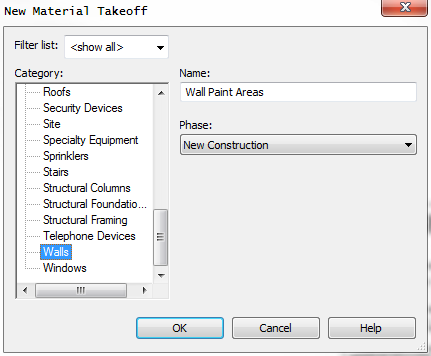 New Material Takeoff
Filter list: <show all>
Category:
Name:
Roofs
Security Devices
Site
Specialty Equipment
Sprinklers
Stairs
Structural Columns
Structural Foundatio...
Structural Framing
Telephone Devices
Walls
Windows
Wall Paint Areas
Phase:
New Construction
OK Cancel Help